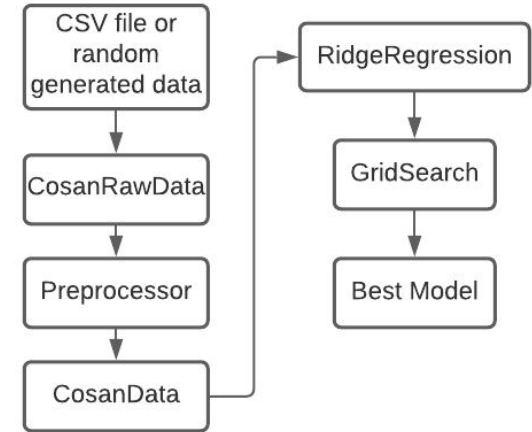 CSV file or
random
generated data
CosanRawData
Preprocessor
CosanData
RidgeRegression
GridSearch
Best Model